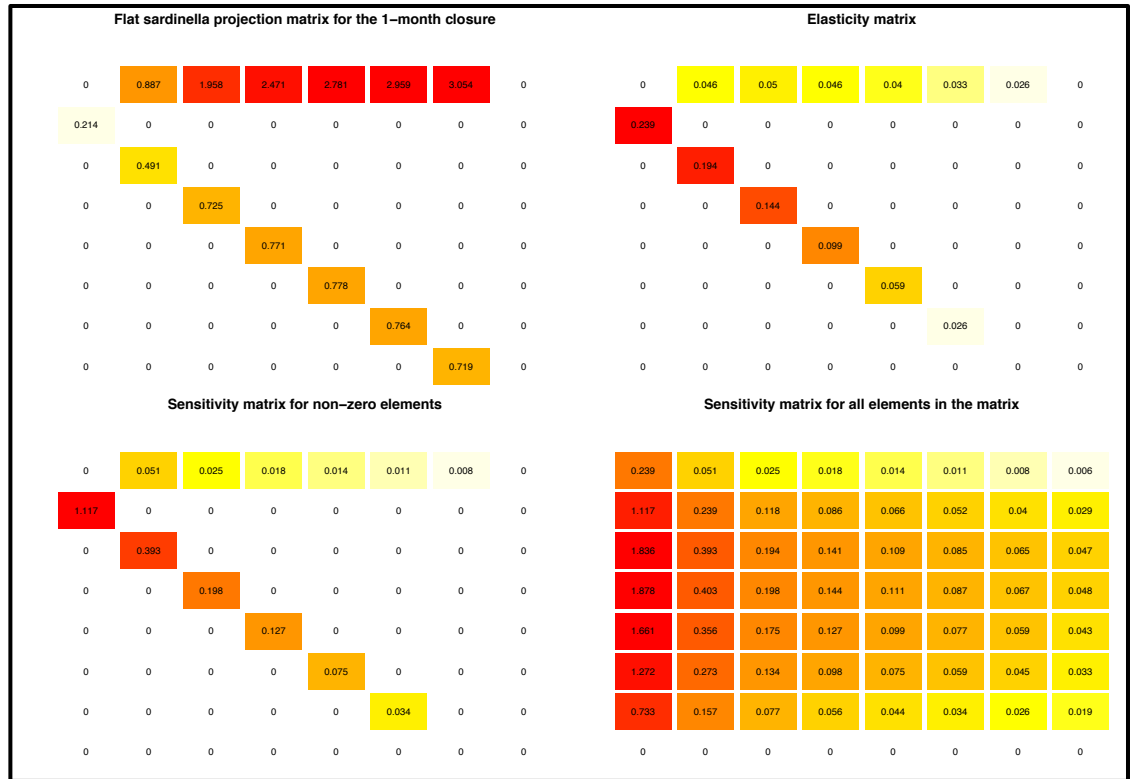 Flat sardinella projection matrix for the 1−month closure
0 0.887 1.958 2.471 2.781 2.959 3.054 0
0.214 0 0 0 0 0 0 0
0 0.491 0 0 0 0 0 0
0 0 0.725 0 0 0 0 0
0 0 0 0.771 0 0 0 0
0 0 0 0 0.778 0 0 0
0 0 0 0 0 0.764 0 0
0 0 0 0 0 0 0.719 0
Elasticity matrix
0 0.046 0.05 0.046 0.04 0.033 0.026 0
0.239 0 0 0 0 0 0 0
0 0.194 0 0 0 0 0 0
0 0 0.144 0 0 0 0 0
0 0 0 0.099 0 0 0 0
0 0 0 0 0.059 0 0 0
0 0 0 0 0 0.026 0 0
0 0 0 0 0 0 0 0
Sensitivity matrix for non−zero elements
0 0.051 0.025 0.018 0.014 0.011 0.008 0
1.117 0 0 0 0 0 0 0
0 0.393 0 0 0 0 0 0
0 0 0.198 0 0 0 0 0
0 0 0 0.127 0 0 0 0
0 0 0 0 0.075 0 0 0
0 0 0 0 0 0.034 0 0
0 0 0 0 0 0 0 0
Sensitivity matrix for all elements in the matrix
0.239 0.051 0.025 0.018 0.014 0.011 0.008 0.006
1.117 0.239 0.118 0.086 0.066 0.052 0.04 0.029
1.836 0.393 0.194 0.141 0.109 0.085 0.065 0.047
1.878 0.403 0.198 0.144 0.111 0.087 0.067 0.048
1.661 0.356 0.175 0.127 0.099 0.077 0.059 0.043
1.272 0.273 0.134 0.098 0.075 0.059 0.045 0.033
0.733 0.157 0.077 0.056 0.044 0.034 0.026 0.019
0 0 0 0 0 0 0 0